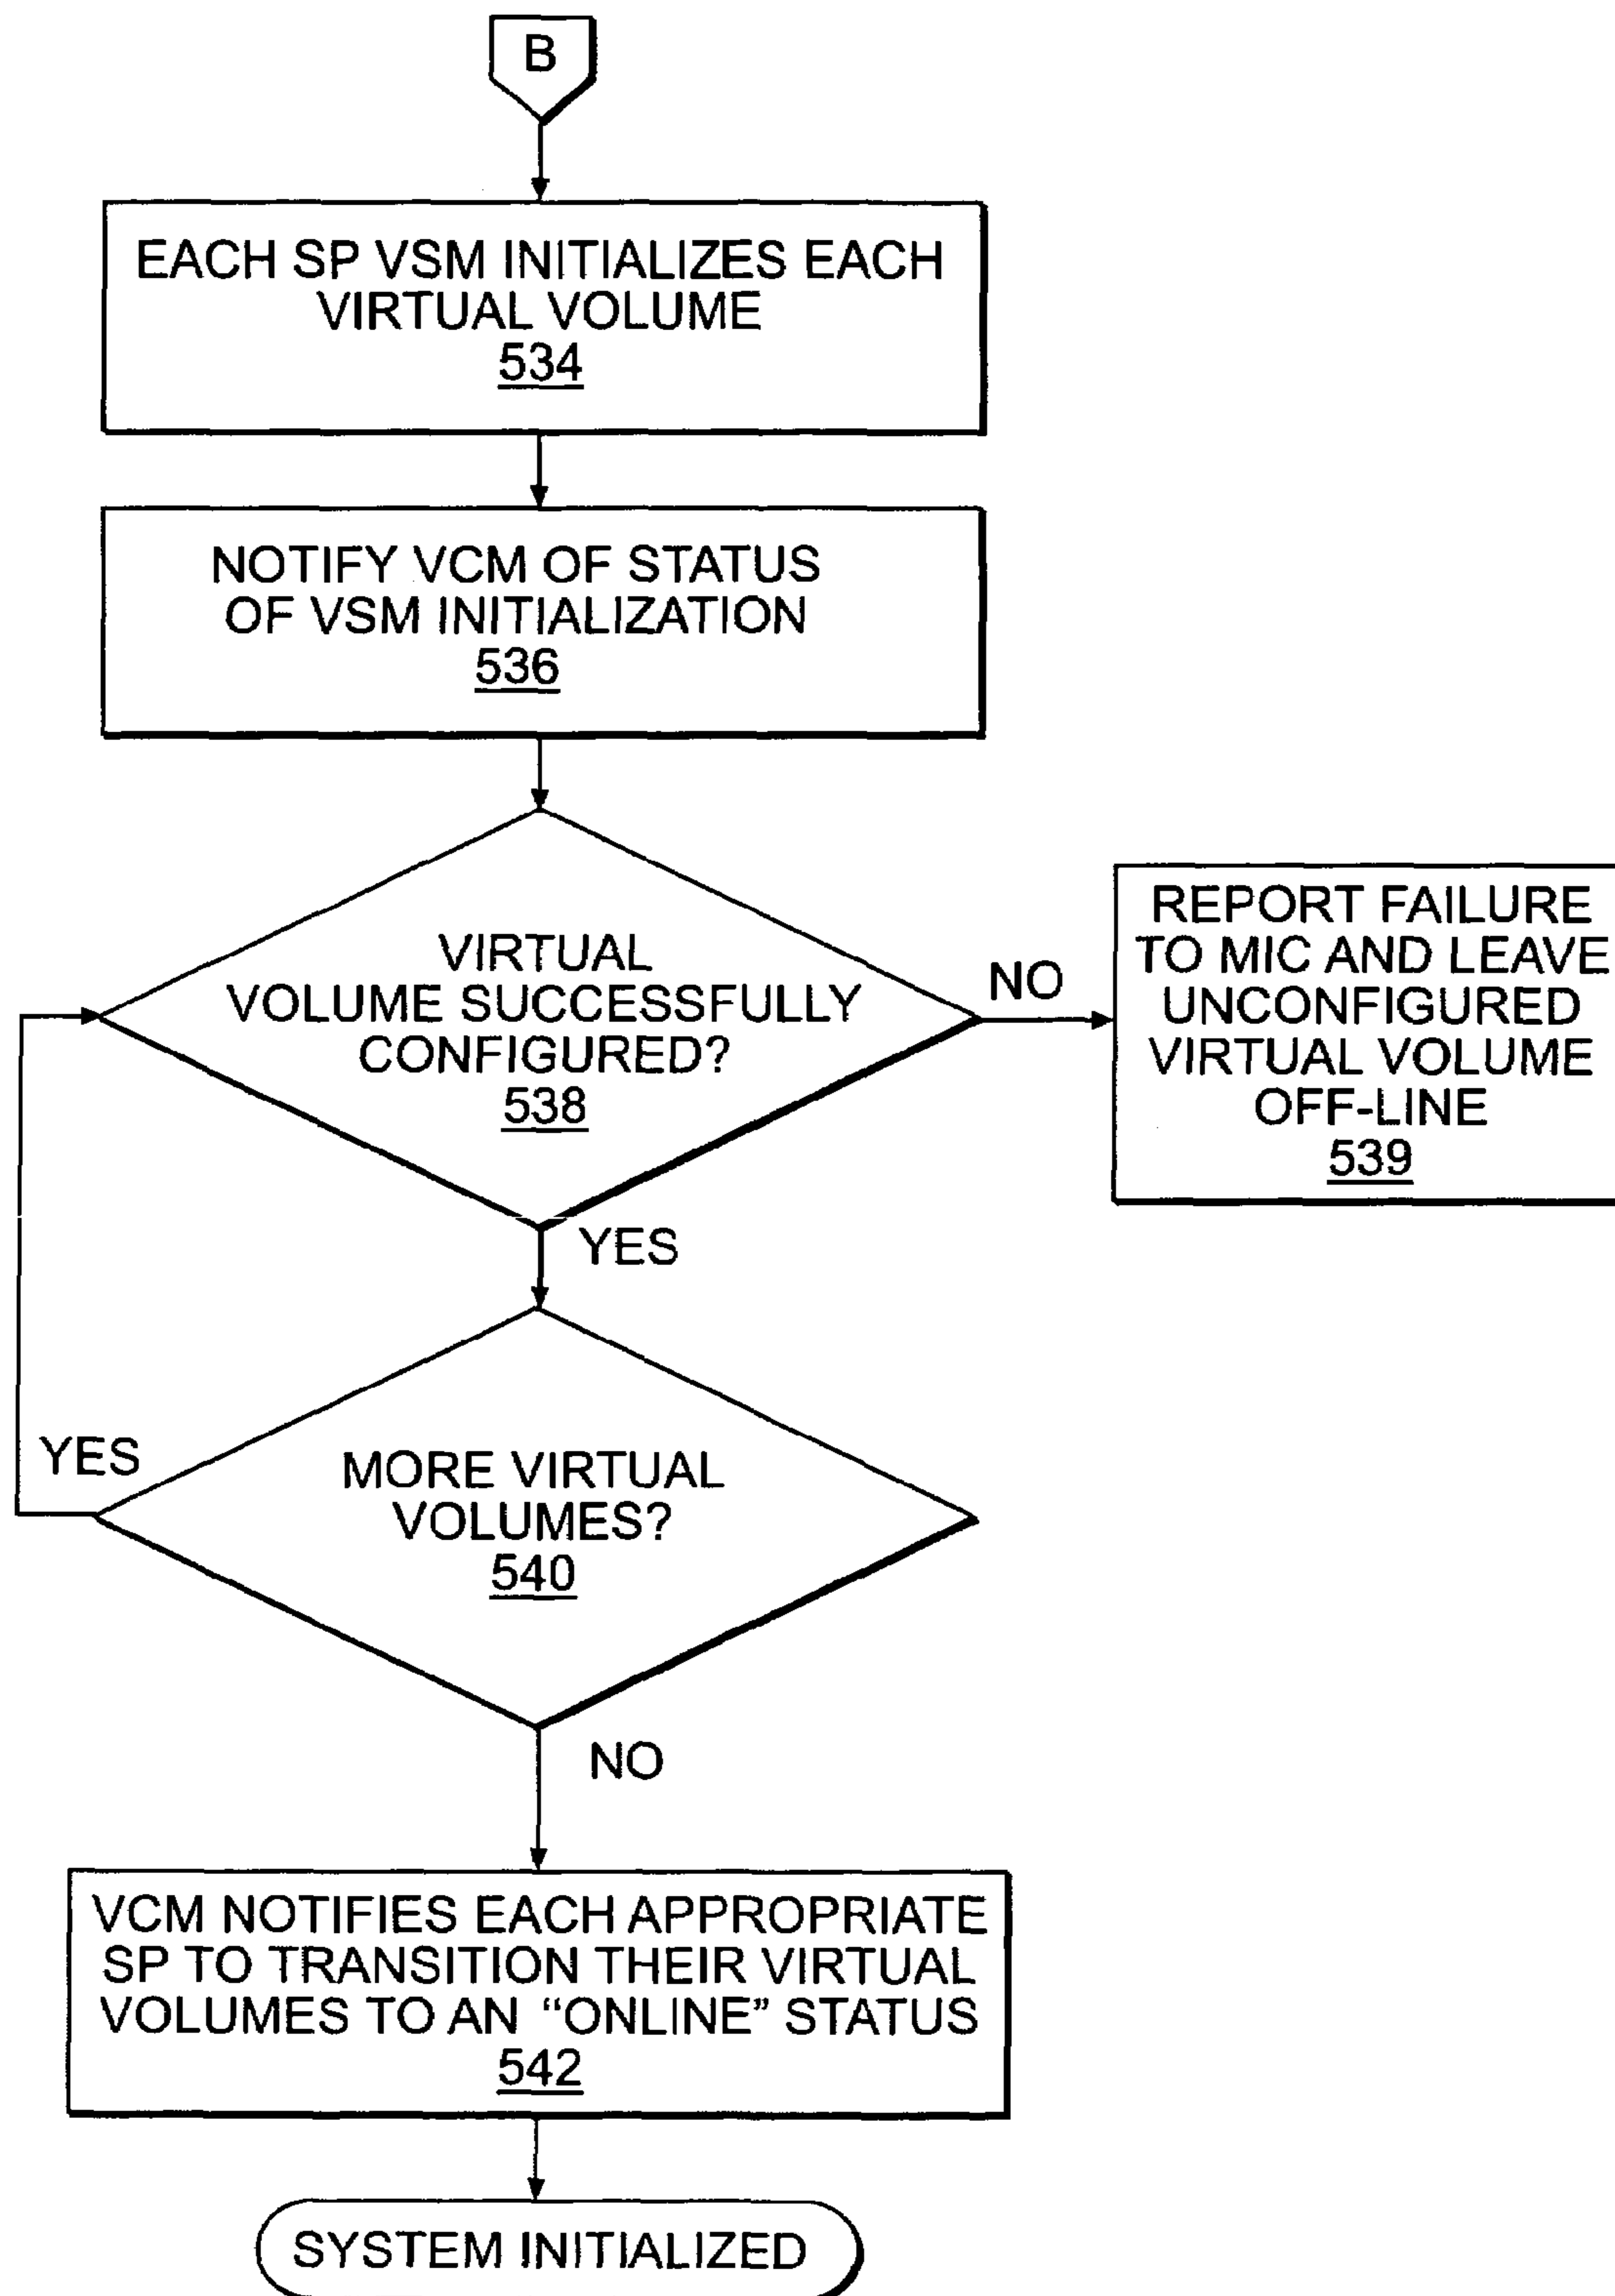 B
EACH SP VSM INITIALIZES EACH
VIRTUAL VOLUME
534
NOTIFY VCM OF STATUS
OF VSM INITIALIZATION
536
VIRTUAL
VOLUME SUCCESSFULLY
CONFIGURED?
538
NO
REPORT FAILURE
TO MIC AND LEAVE
UNCONFIGURED
VIRTUAL VOLUME
OFF-LINE
539
YES
YES
MORE VIRTUAL
VOLUMES?
540
NO
VCM NOTIFIES EACH APPROPRIATE
SP TO TRANSITION THEIR VIRTUAL
VOLUMES TO AN “ONLINE” STATUS
542
SYSTEM INITIALIZED